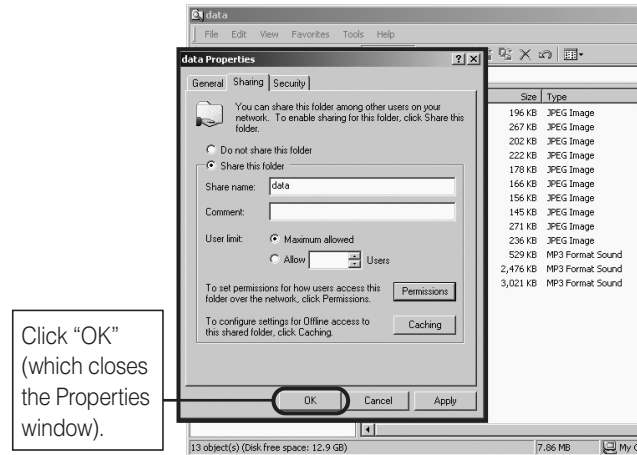 data
File Edit View Favorites Tools Help
data Properties
General Sharing Security
You can share this folder among other users on your
network. To enable sharing for this folder, click Share this
folder.
Do not share this folder
Share this folder
Share name: data
Comment:
User limit: Maximum allowed
Allow Users
To set permissions for how users access this
folder over the network, click Permissions.
Permissions
To configure settings for Offline access to
this shared folder, click Caching.
Caching
OK Cancel Apply
Size Type
196 KB JPEG Image
267 KB JPEG Image
202 KB JPEG Image
222 KB JPEG Image
178 KB JPEG Image
166 KB JPEG Image
156 KB JPEG Image
145 KB JPEG Image
271 KB JPEG Image
236 KB JPEG Image
529 KB MP3 Format Sound
2,476 KB MP3 Format Sound
3,021 KB MP3 Format Sound
13 object(s) (Disk free space: 12.9 GB) 7.86 MB My
Click “OK”
(which closes
the Properties
window).